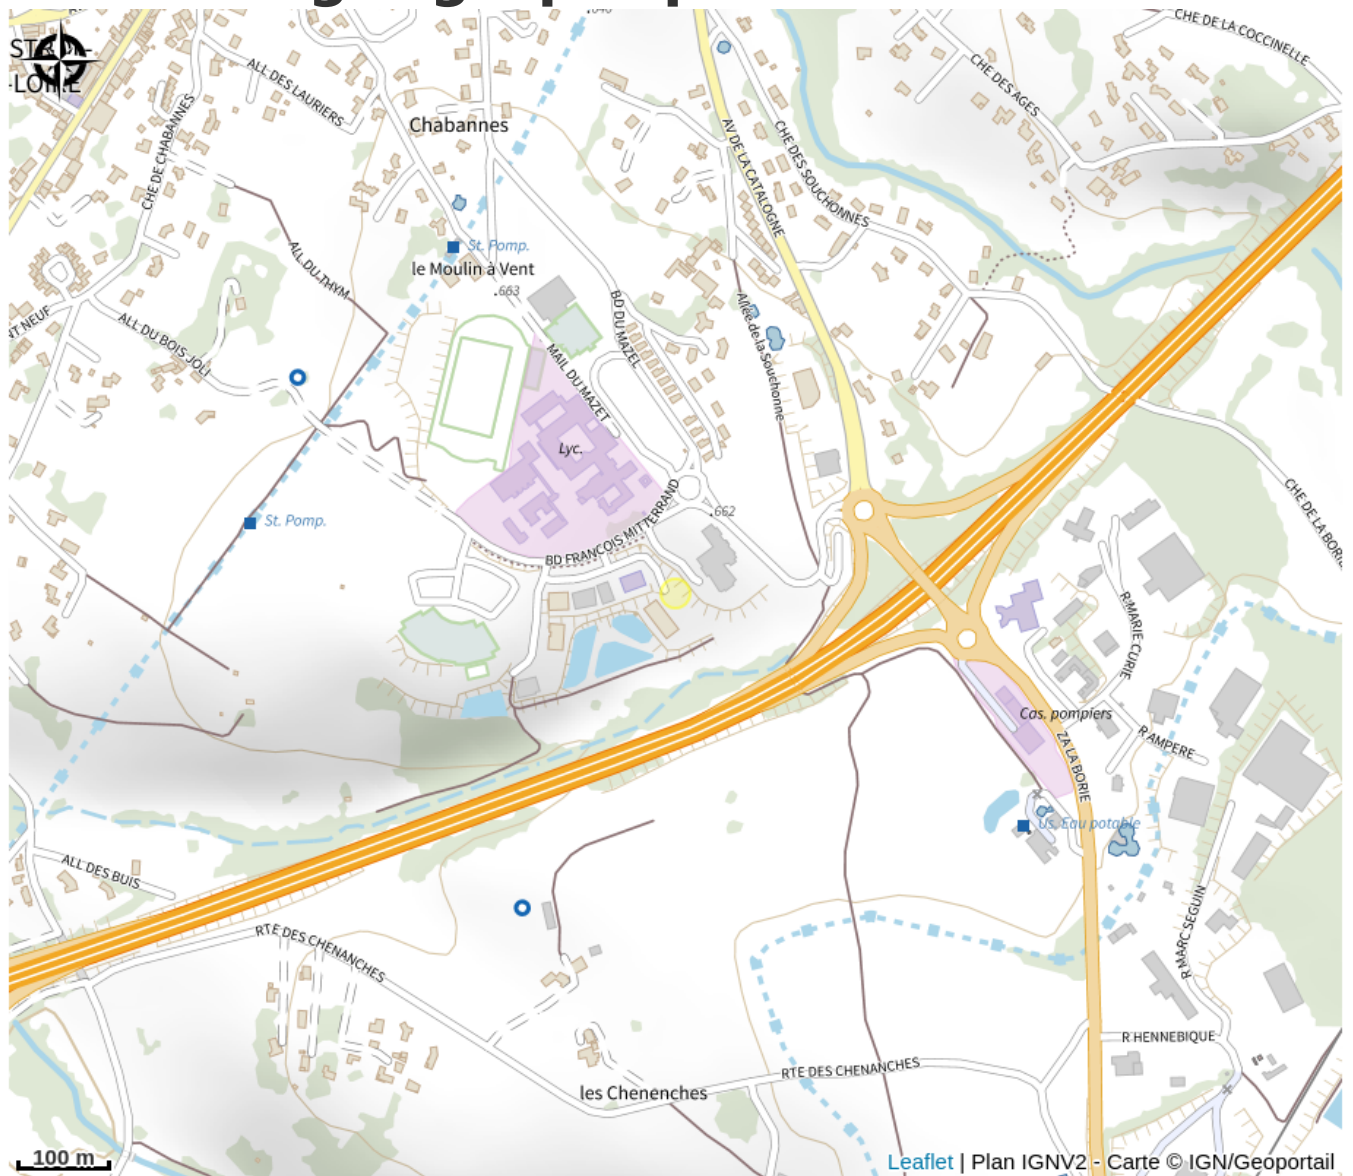 CHE DE LA COCCINELLE
ALL DES LAURIERS
CHE DES AGES
Chabannes
CHE DE CHABANNES
AV DE LA CATALOGNE
CHE DES SOUCHONNES
St. Pomp.
le Moulin à Vent
.663
ALL DU THYM
NT NEUF
ALL DU BOIS JOLI
BD DU MAZEL
Allée de la Souchonne
MAIL DU MAZET
Lyc.
.662
St. Pomp.
BD FRANCOIS MITTERRAND
CHE DE LA BORI
R MARIE CURIE
Cas. pompiers
R AMPERE
ZA LA BORIE
Us. Eau potable
ALL DES BUIS
R MARC SEGUIN
RTE DES CHENANCHES
R HENNEBIQUE
RTE DES CHENANCHES
les Chenenches
100 m
Leaflet | Plan IGNV2 - Carte © IGN/Geoportail